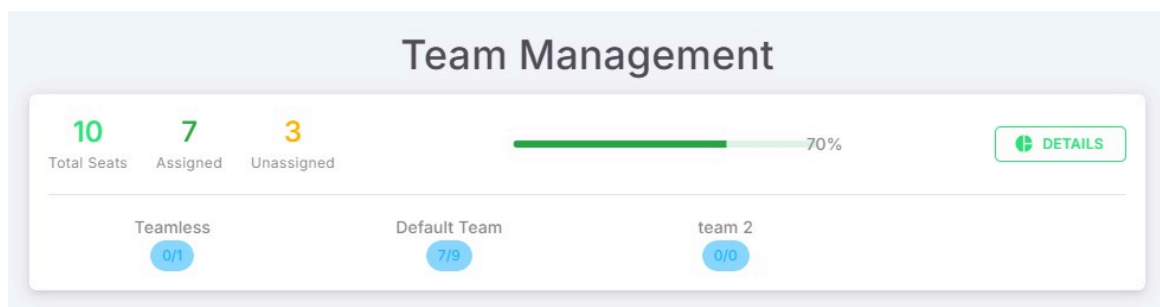 Team Management
10 7 3
Total Seats Assigned Unassigned
70%
DETAILS
Teamless Default Team team 2
0/1 7/9 0/0